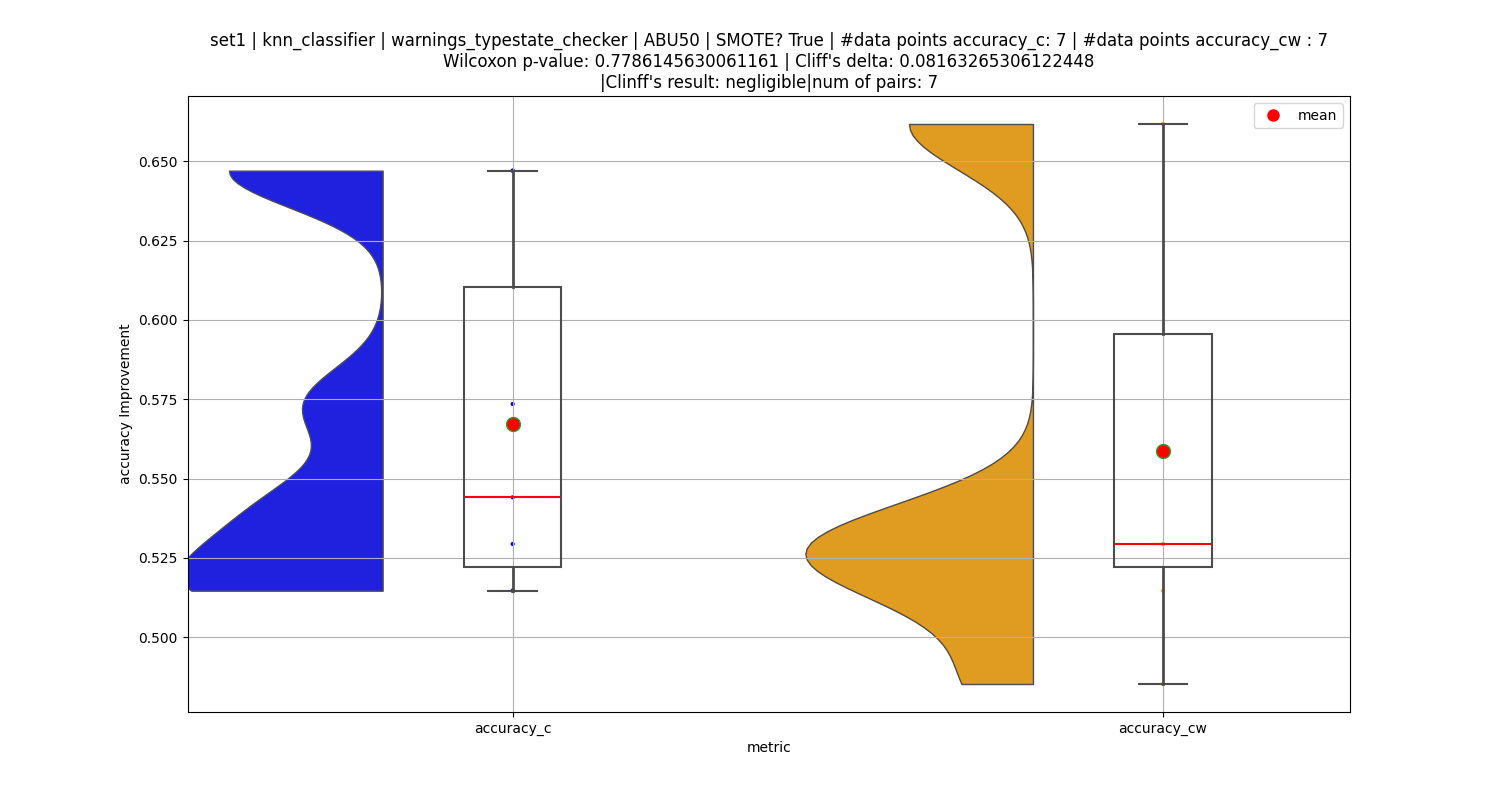 set1 | knn_classifier | warnings_typestate_checker | ABU50 | SMOTE? True | #data points accuracy_c: 7 | #data points accuracy_cw : 7
Wilcoxon p-value: 0.7786145630061161 | Cliff's delta: 0.08163265306122448
|Clinff's result: negligible|num of pairs: 7
mean
0.650
0.625
0.600
0.575
0.550
0.525
0.500
accuracy Improvement
accuracy_c
accuracy_cw
metric